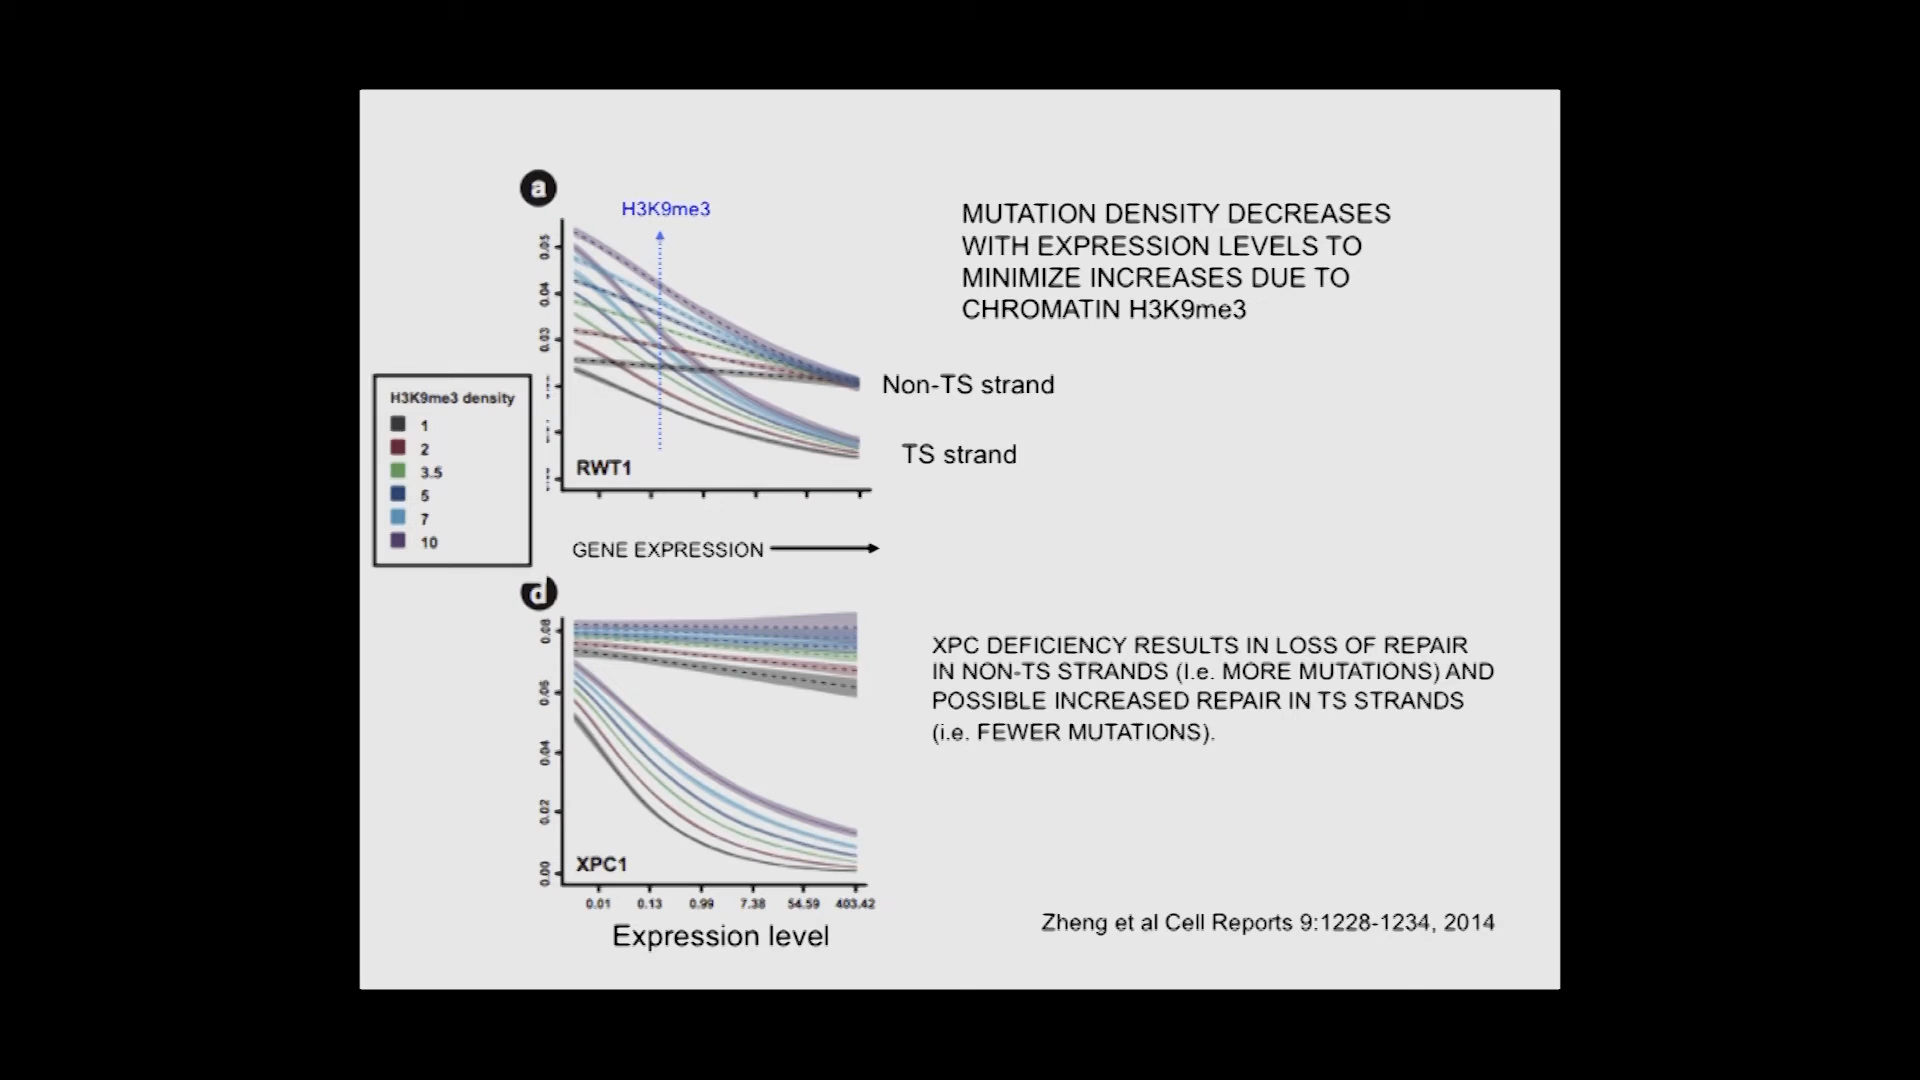 a
H3K9me3
0.05
0.04
0.03
RWT1
Non-TS strand
TS strand
MUTATION DENSITY DECREASES
WITH EXPRESSION LEVELS TO
MINIMIZE INCREASES DUE TO
CHROMATIN H3K9me3
H3K9me3 density
1
2
3.5
5
7
10
GENE EXPRESSION
d
0.08
0.06
0.04
0.02
0.00
XPC1
0.01 0.13 0.99 7.38 54.59 403.42
Expression level
XPC DEFICIENCY RESULTS IN LOSS OF REPAIR
IN NON-TS STRANDS (I.e. MORE MUTATIONS) AND
POSSIBLE INCREASED REPAIR IN TS STRANDS
(i.e. FEWER MUTATIONS).
Zheng et al Cell Reports 9:1228-1234, 2014